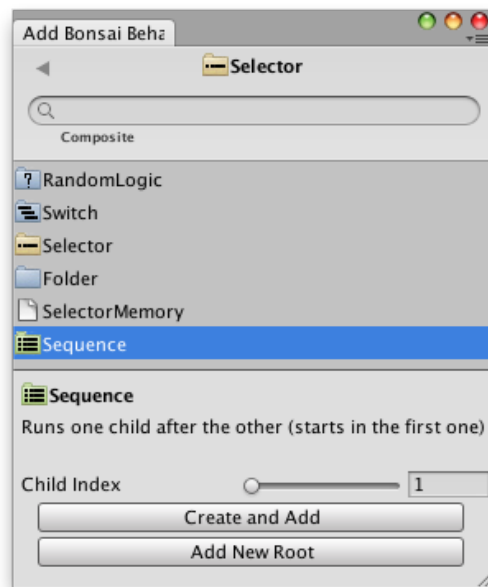 Add Bonsai Beha
Selector
Composite
RandomLogic
Switch
Selector
Folder
SelectorMemory
Sequence
Sequence
Runs one child after the other (starts in the first one)
Child Index 1
Create and Add
Add New Root